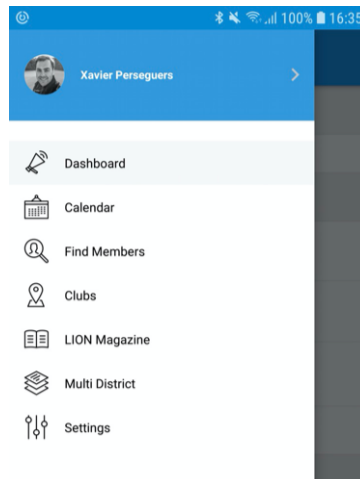 100% 16:35
Xavier Perseguers
Dashboard
Calendar
Find Members
Clubs
LION Magazine
Multi District
Settings